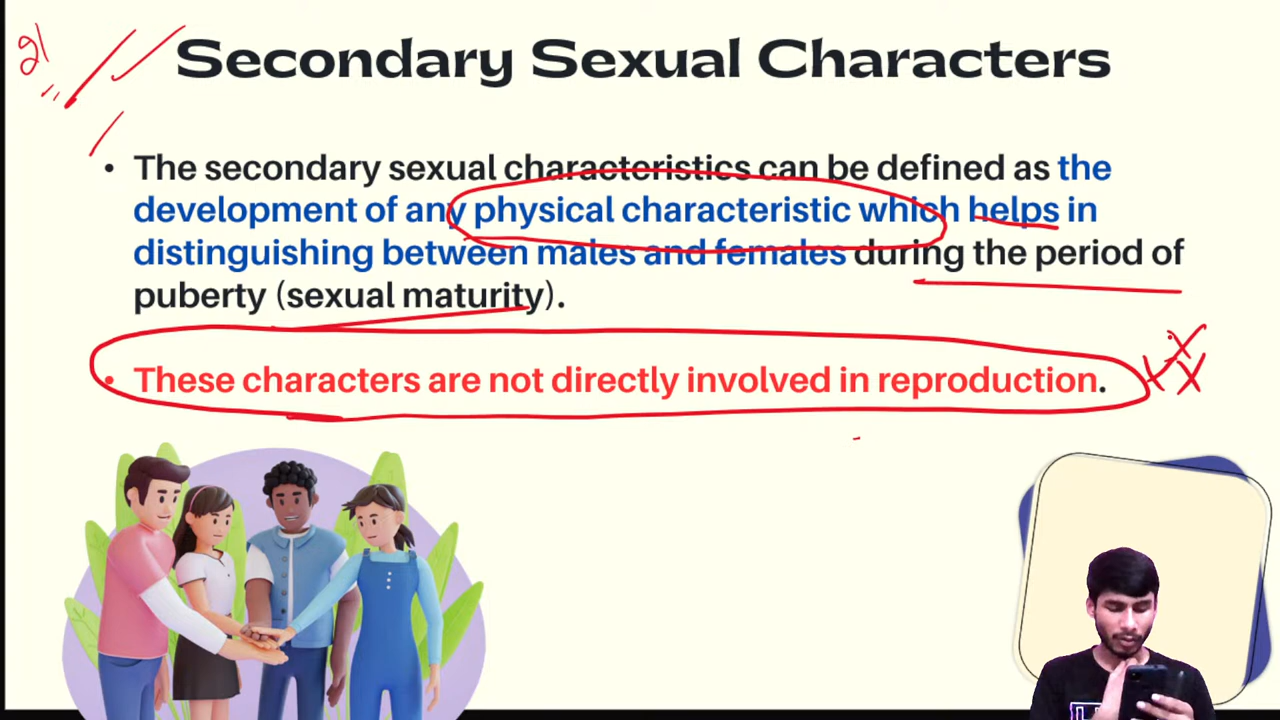 Secondary Sexual Characters
• The secondary sexual characteristics can be defined as the
development of any physical characteristic which helps in
distinguishing between males and females during the period of
puberty (sexual maturity).
• These characters are not directly involved in reproduction.